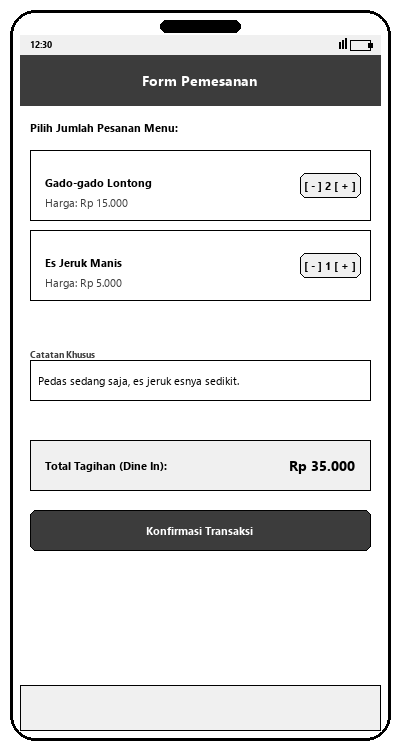 12:30
Form Pemesanan
Pilih Jumlah Pesanan Menu:
Gado-gado Lontong
Harga: Rp 15.000
[ - ] 2 [ + ]
Es Jeruk Manis
Harga: Rp 5.000
[ - ] 1 [ + ]
Catatan Khusus
Pedas sedang saja, es jeruk esnya sedikit.
Total Tagihan (Dine In): Rp 35.000
Konfirmasi Transaksi